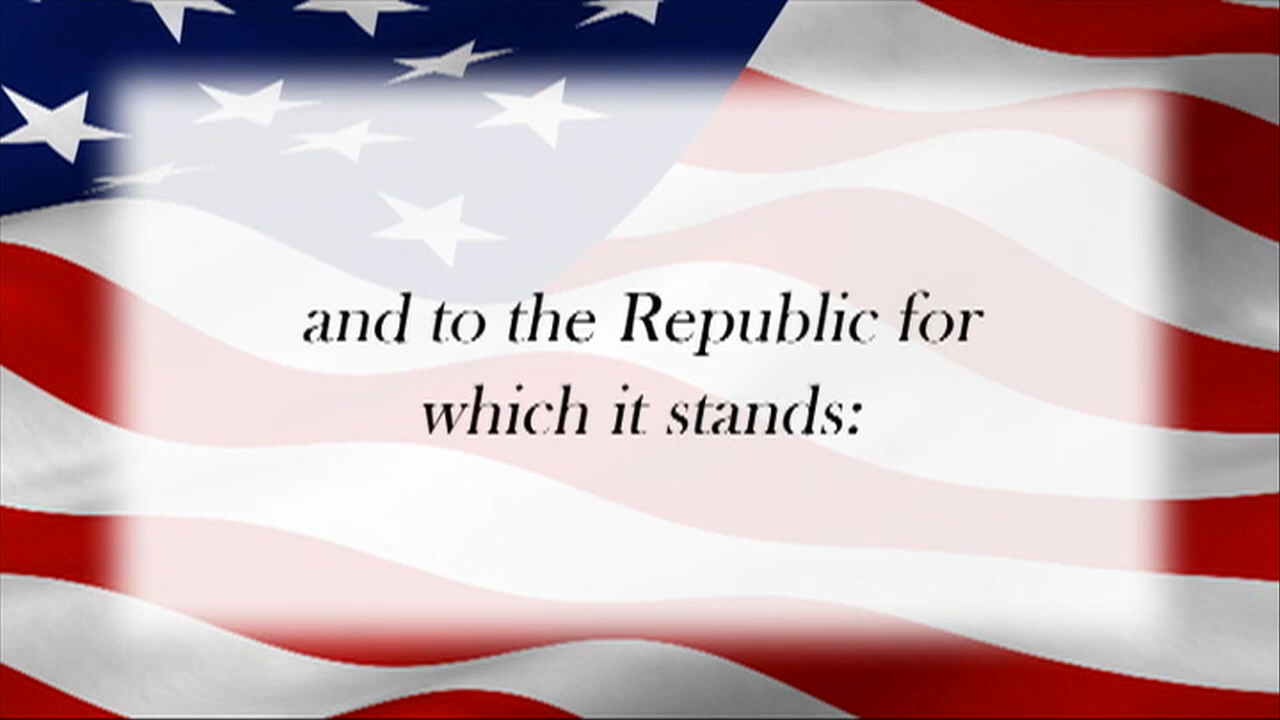 and to the Republic for
which it stands: